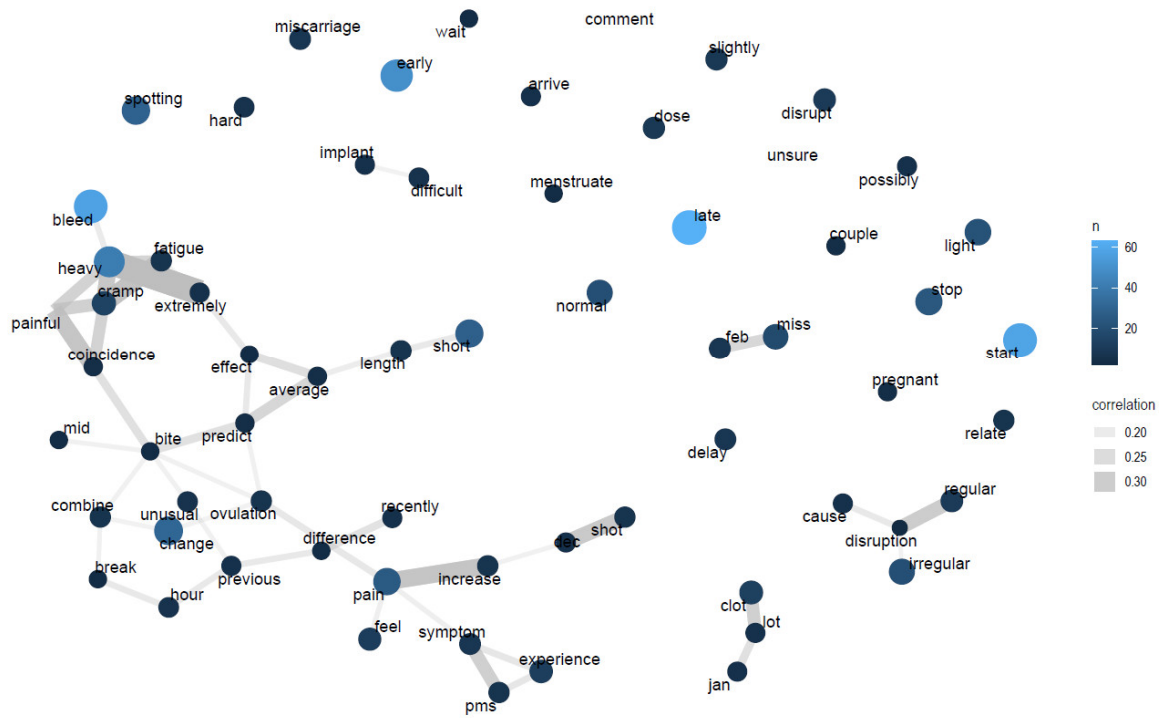 miscarriage
wait
comment
slightly
early
arrive
spotting
hard
dose
disrupt
implant
difficult
menstruate
unsure
possibly
bleed
late
couple
light
heavy
fatigue
cramp
extremely
painful
normal
stop
coincidence
effect
average
length
short
feb
miss
start
pregnant
mid
bite
predict
delay
relate
combine
unusual
change
ovulation
recently
difference
dec
shot
cause
regular
disruption
irregular
break
hour
previous
pain
increase
feel
symptom
experience
pms
clot
lot
jan
n
60
40
20
correlation
0.20
0.25
0.30